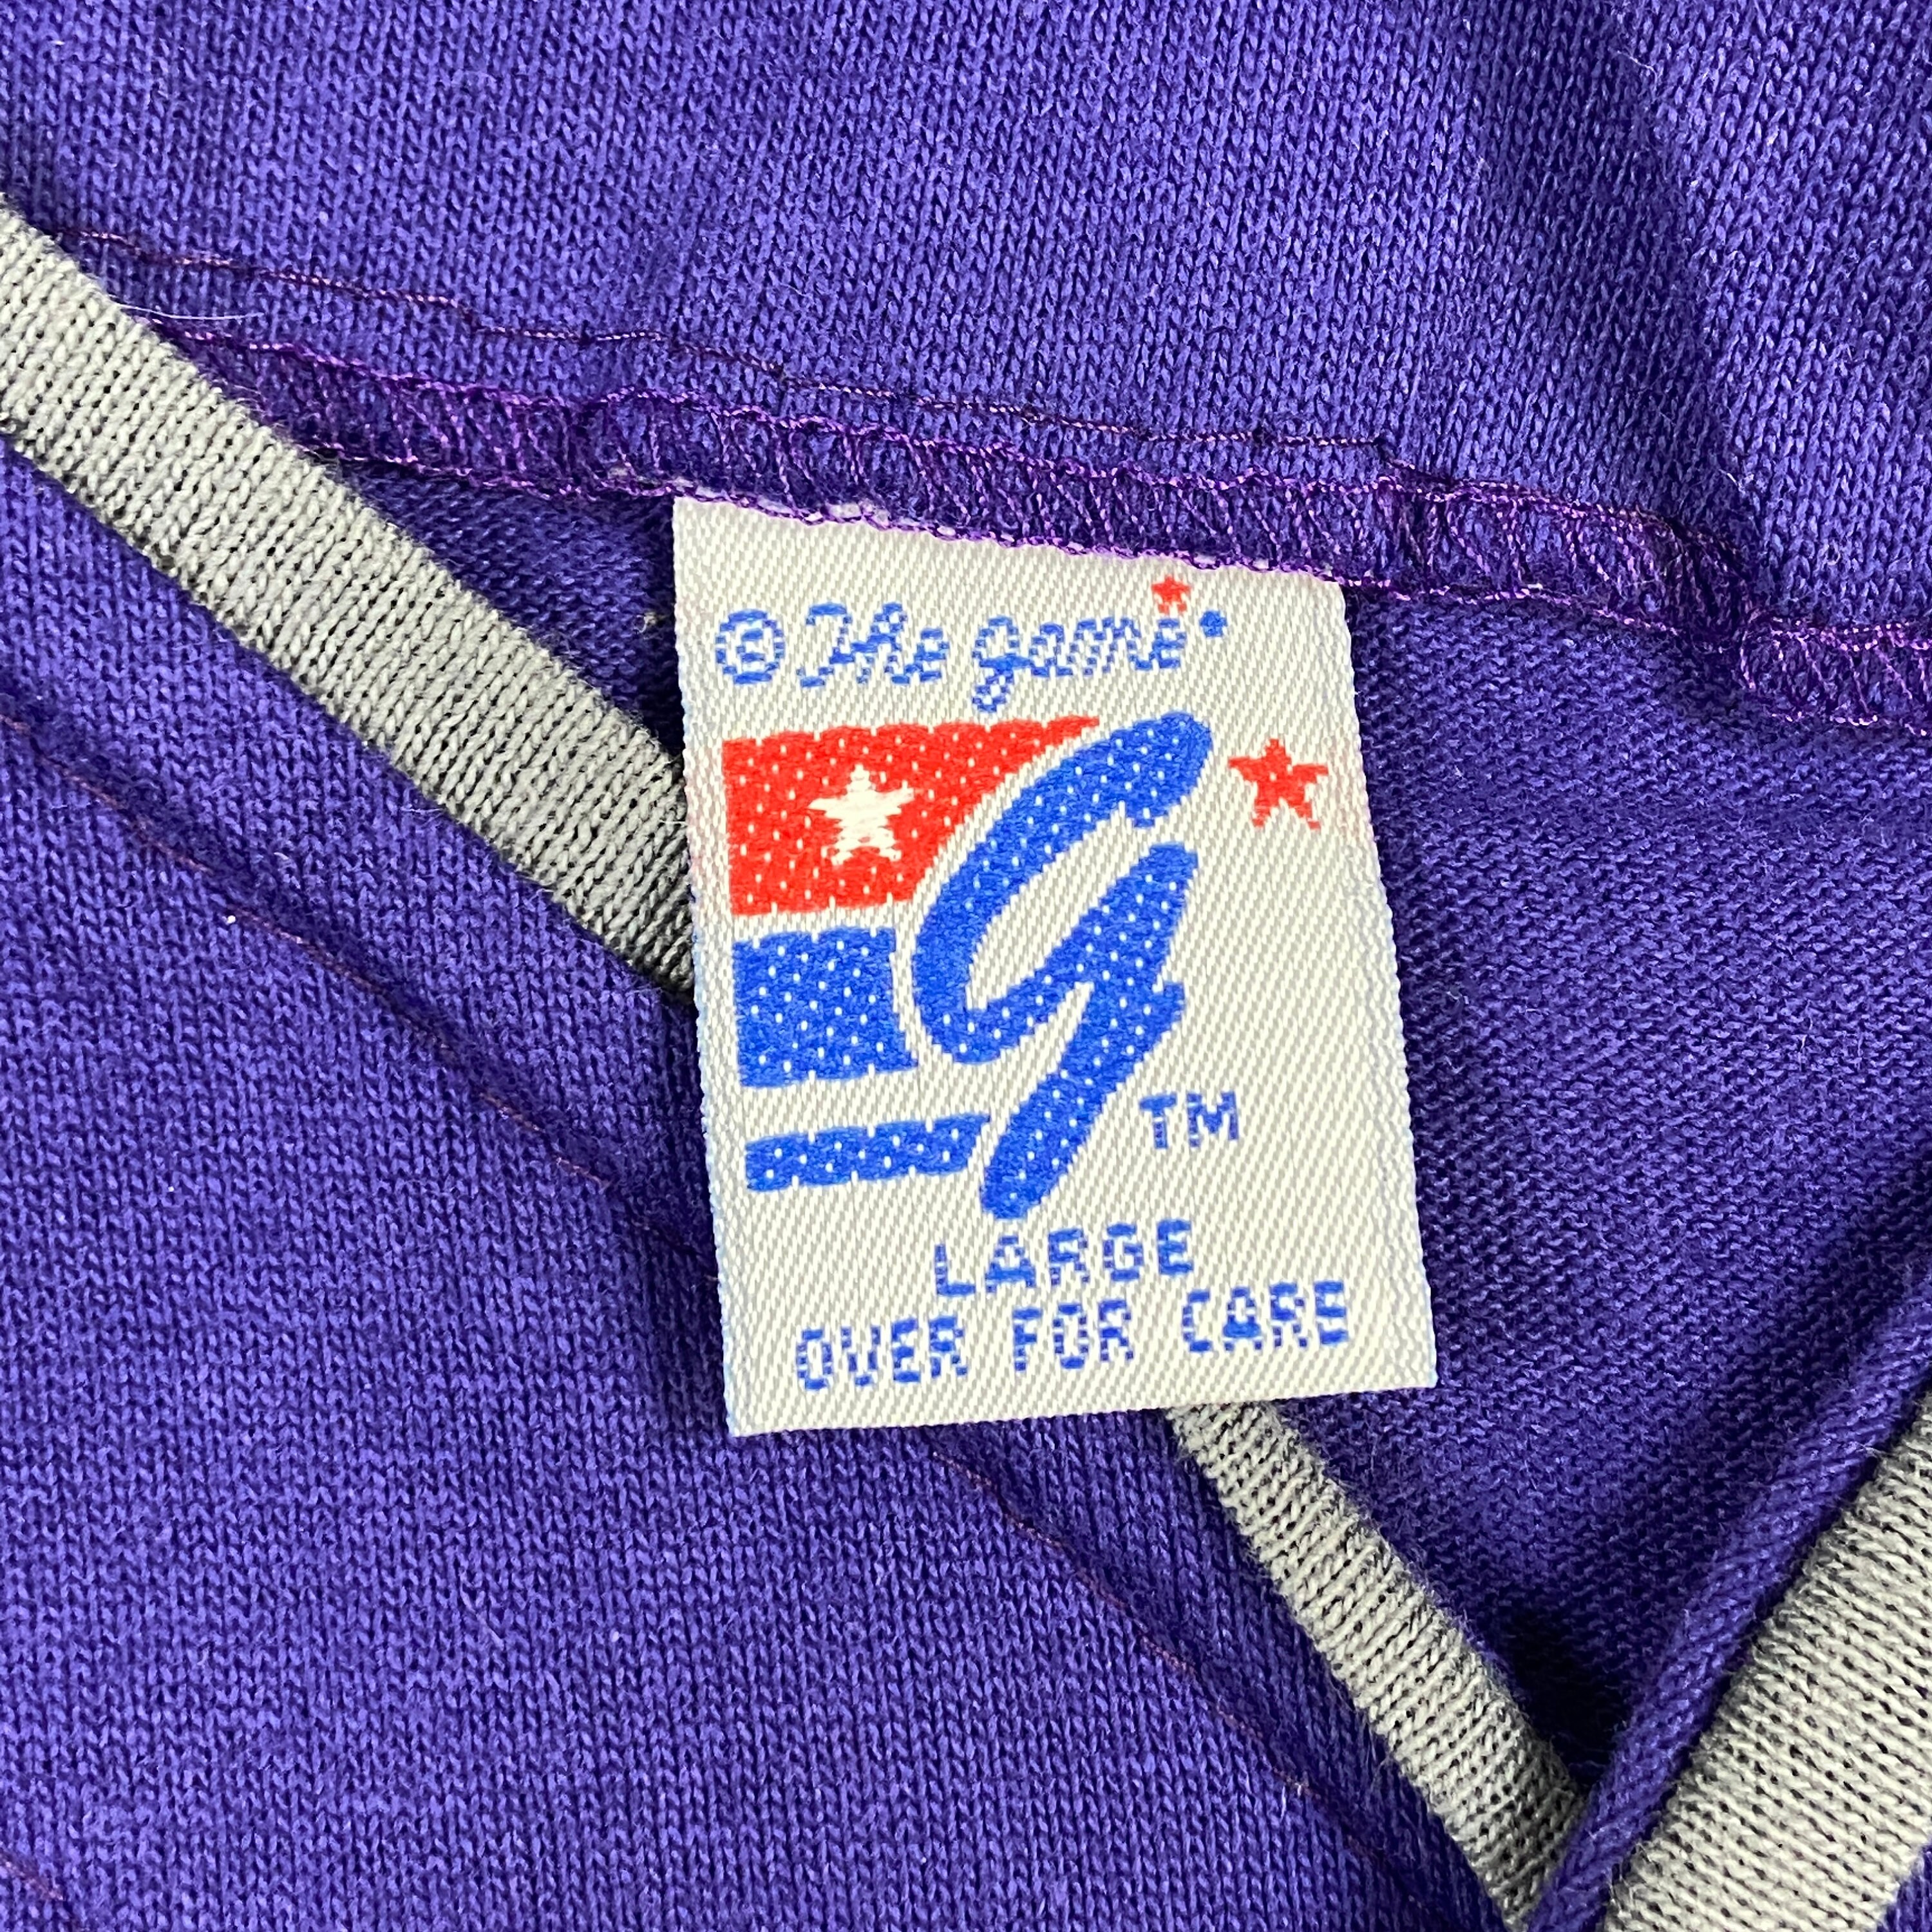 © The game
g TM
LARGE
OVER FOR CARE